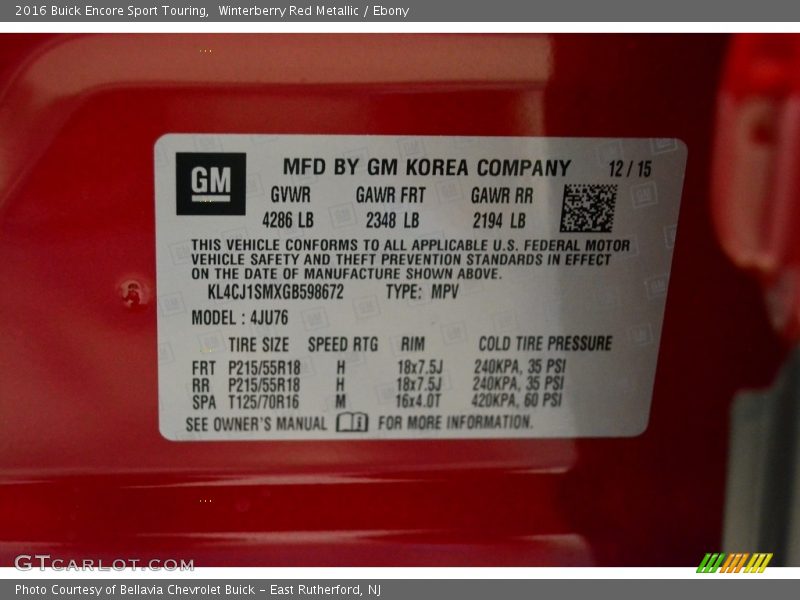 2016 Buick Encore Sport Touring,  Winterberry Red Metallic / Ebony
GM
MFD BY GM KOREA COMPANY 12 / 15
GVWR GAWR FRT GAWR RR
4286 LB 2348 LB 2194 LB
THIS VEHICLE CONFORMS TO ALL APPLICABLE U.S. FEDERAL MOTOR
VEHICLE SAFETY AND THEFT PREVENTION STANDARDS IN EFFECT
ON THE DATE OF MANUFACTURE SHOWN ABOVE.
KL4CJ1SMXGB598672 TYPE: MPV
MODEL : 4JU76
TIRE SIZE SPEED RTG RIM COLD TIRE PRESSURE
FRT P215/55R18 H 18x7.5J 240KPA, 35 PSI
RR P215/55R18 H 18x7.5J 240KPA, 35 PSI
SPA T125/70R16 M 16x4.0T 420KPA, 60 PSI
SEE OWNER'S MANUAL FOR MORE INFORMATION.
GTCARLOT.COM
Photo Courtesy of Bellavia Chevrolet Buick - East Rutherford, NJ